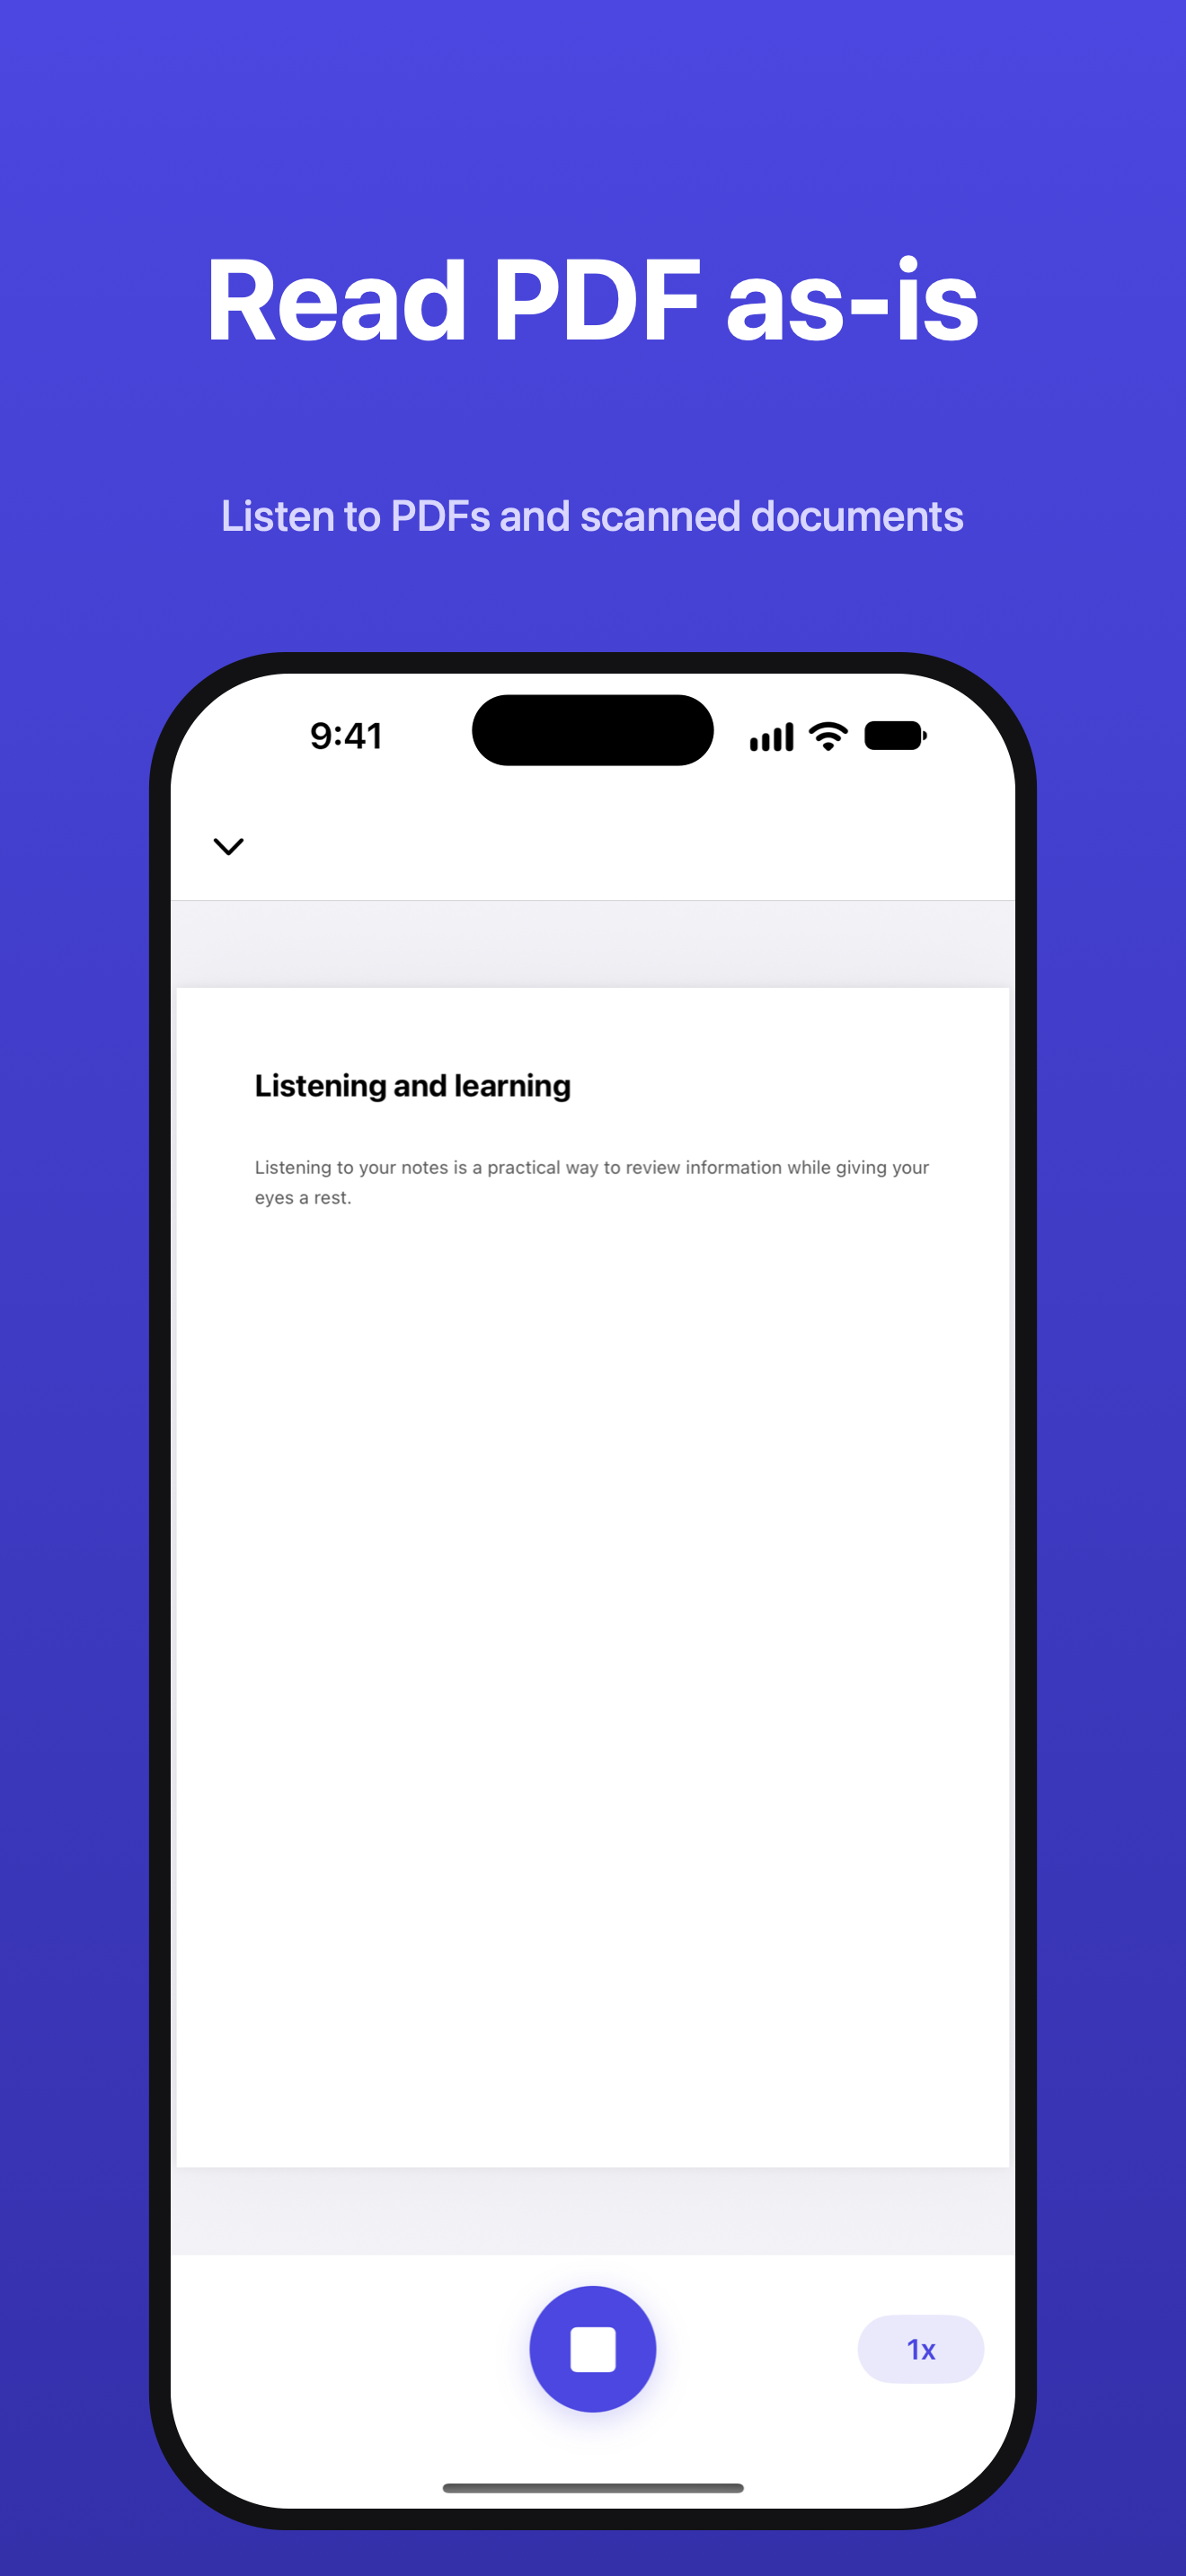 Read PDF as-is
Listen to PDFs and scanned documents
9:41
Listening and learning
Listening to your notes is a practical way to review information while giving your
eyes a rest.
1x